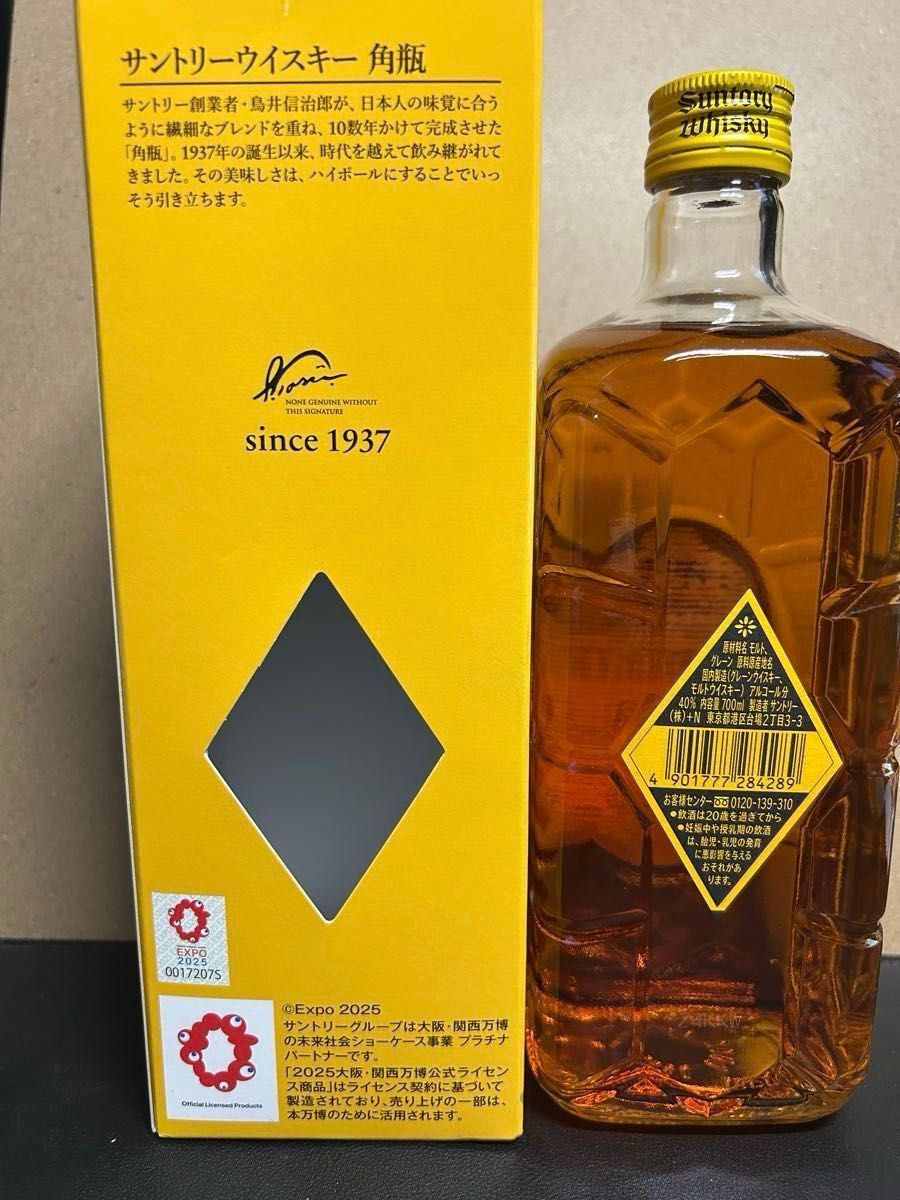 サントリーウイスキー 角瓶
サントリー創業者・鳥井信治郎が、日本人の味覚に合う
ように繊細なブレンドを重ね、10数年かけて完成させた
「角瓶」。1937年の誕生以来、時代を越えて飲み継がれて
きました。その美味しさは、ハイボールにすることでいっ
そう引き立ちます。
NONE GENUINE WITHOUT
THIS SIGNATURE
since 1937
EXPO
2025
0017207S
Official Licensed Products
©Expo 2025
サントリーグループは大阪・関西万博
の未来社会ショーケース事業 プラチナ
パートナーです。
「2025大阪・関西万博公式ライセン
ス商品」はライセンス契約に基づいて
製造されており、売り上げの一部は、
本万博のために活用されます。
Suntory
Whisky
原材料名 モルト、
グレーン 原料原産地名
国内製造(グレーンウイスキー、
モルトウイスキー) アルコール分
40% 内容量 700ml 製造者 サントリー
(株)+N 東京都港区台場2丁目3-3
4 901777 284289
お客様センター 0120-139-310
●飲酒は20歳を過ぎてから
●妊娠中や授乳期の飲酒
は、胎児・乳児の発育
に悪影響を与える
おそれがあ
ります。